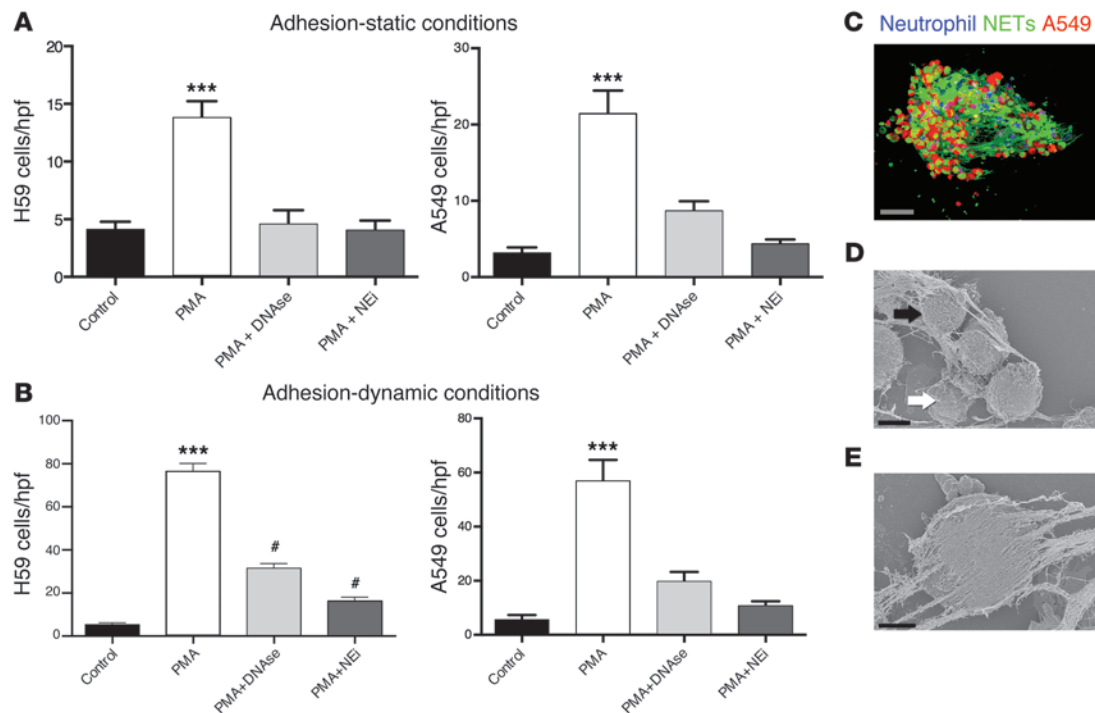 A
Adhesion-static conditions
H59 cells/hpf
20
15
10
5
0
***
Control
PMA
PMA + DNAse
PMA + NEi
A549 cells/hpf
30
20
10
0
***
Control
PMA
PMA + DNAse
PMA + NEi
B
Adhesion-dynamic conditions
H59 cells/hpf
100
80
60
40
20
0
***
#
#
Control
PMA
PMA+DNAse
PMA+NEi
A549 cells/hpf
80
60
40
20
0
***
Control
PMA
PMA+DNAse
PMA+NEi
C
Neutrophil NETs A549
D
E